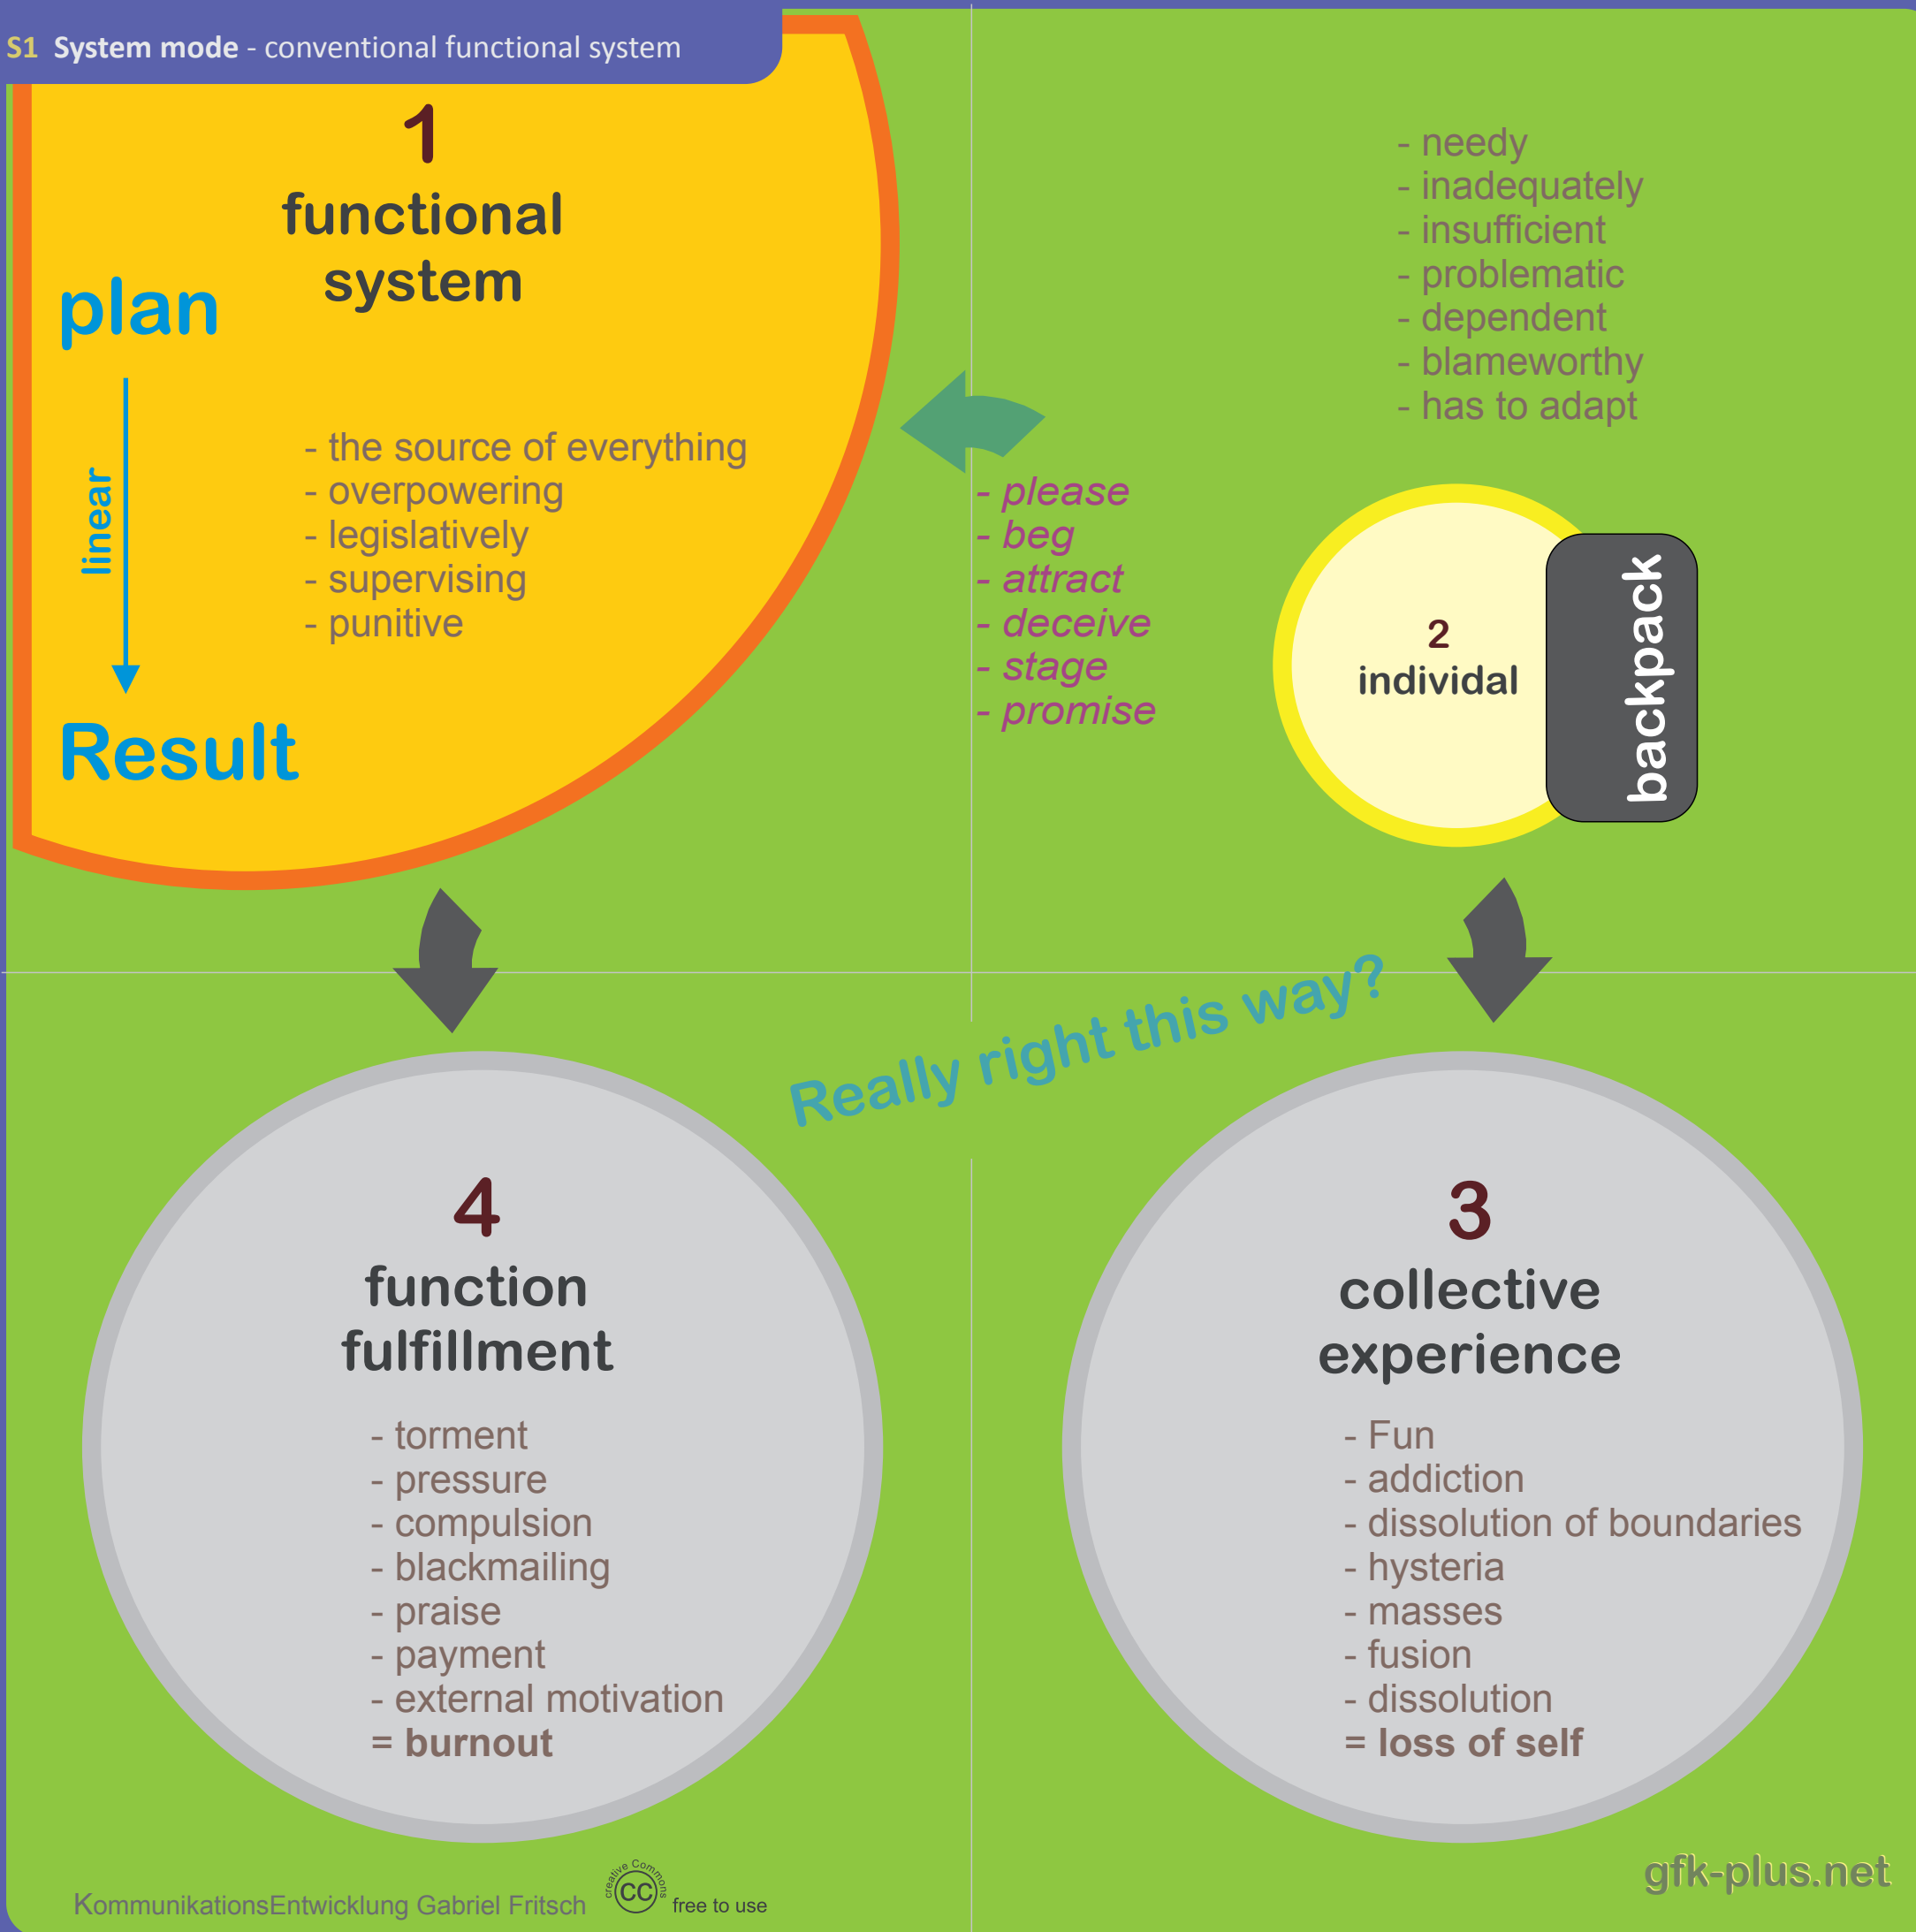 S1 System mode - conventional functional system
1
functional
system
plan
linear
Result
- the source of everything
- overpowering
- legislatively
- supervising
- punitive
- please
- beg
- attract
- deceive
- stage
- promise
- needy
- inadequately
- insufficient
- problematic
- dependent
- blameworthy
- has to adapt
2
individal
backpack
Really right this way?
4
function
fulfillment
- torment
- pressure
- compulsion
- blackmailing
- praise
- payment
- external motivation
= burnout
3
collective
experience
- Fun
- addiction
- dissolution of boundaries
- hysteria
- masses
- fusion
- dissolution
= loss of self
KommunikationsEntwicklung Gabriel Fritsch
creative Commons
CC
free to use
gfk-plus.net